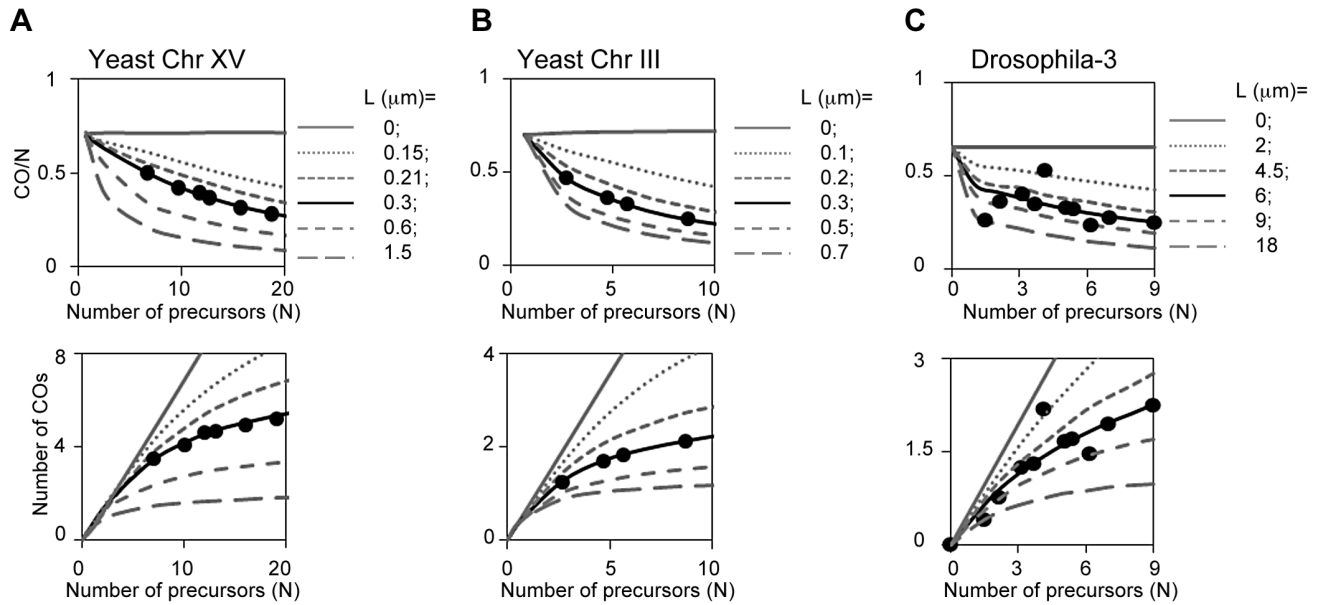 A
Yeast Chr XV
1
0.5
0
CO/N
0 10 20
Number of precursors (N)
L (μm)=
0;
0.15;
0.21;
0.3;
0.6;
1.5
B
Yeast Chr III
1
0.5
0
0 5 10
Number of precursors (N)
L (μm)=
0;
0.1;
0.2;
0.3;
0.5;
0.7
C
Drosophila-3
1
0.5
0
0 3 6 9
Number of precursors (N)
L (μm)=
0;
2;
4.5;
6;
9;
18
8
4
0
Number of COs
0 10 20
Number of precursors (N)
4
2
0
0 5 10
Number of precursors (N)
3
1.5
0
0 3 6 9
Number of precursors (N)